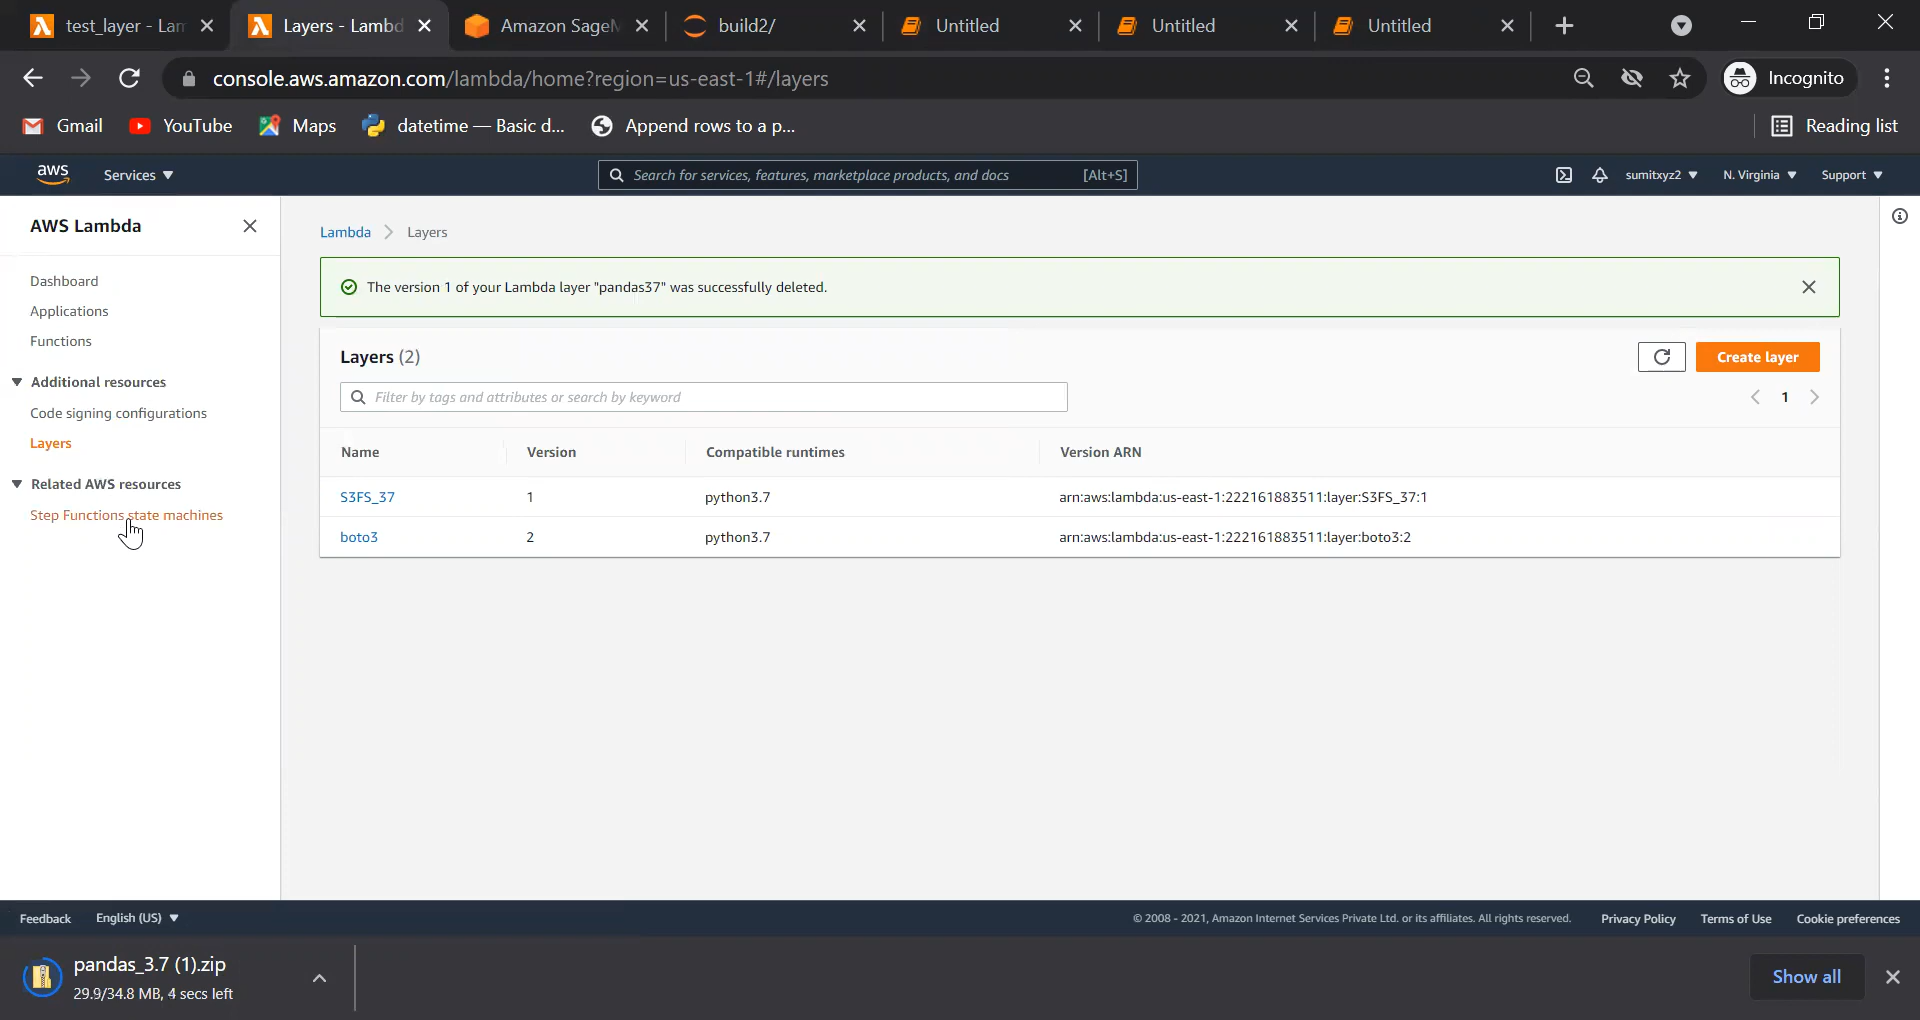 test_layer - Lam
Layers - Lambd
Amazon SageM
build2/
Untitled
Untitled
Untitled
console.aws.amazon.com/lambda/home?region=us-east-1#/layers
Incognito
Gmail
YouTube
Maps
datetime — Basic d...
Append rows to a p...
Reading list
aws
Services
Search for services, features, marketplace products, and docs
[Alt+S]
sumitxyz2
N. Virginia
Support
AWS Lambda
Dashboard
Applications
Functions
Additional resources
Code signing configurations
Layers
Related AWS resources
Step Functions state machines
Lambda > Layers
The version 1 of your Lambda layer "pandas37" was successfully deleted.
Layers (2)
Create layer
Filter by tags and attributes or search by keyword
1
Name Version Compatible runtimes Version ARN
S3FS_37 1 python3.7 arn:aws:lambda:us-east-1:222161883511:layer:S3FS_37:1
boto3 2 python3.7 arn:aws:lambda:us-east-1:222161883511:layer:boto3:2
Feedback
English (US)
© 2008 - 2021, Amazon Internet Services Private Ltd. or its affiliates. All rights reserved.
Privacy Policy
Terms of Use
Cookie preferences
pandas_3.7 (1).zip
29.9/34.8 MB, 4 secs left
Show all